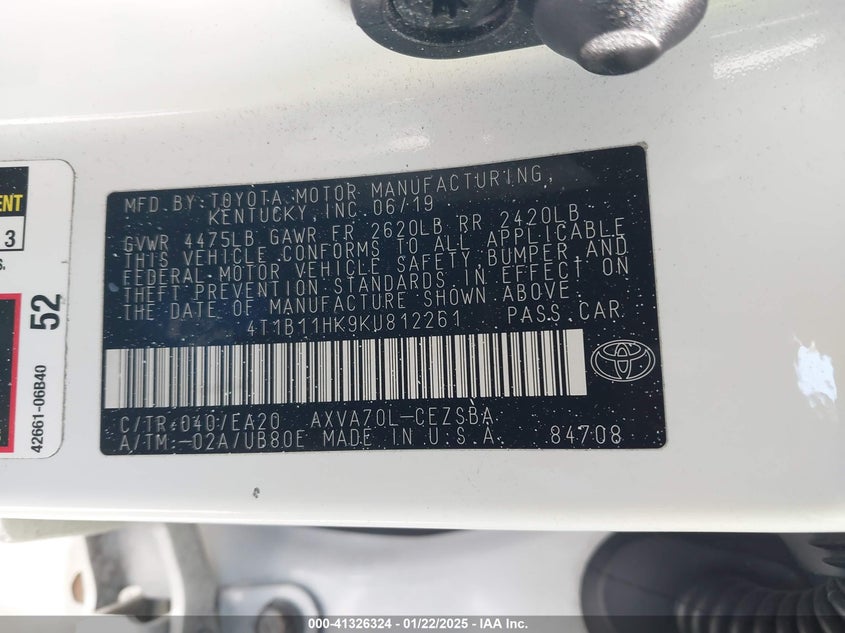 ENT
13
S.
52
42661-06B40
MFD BY: TOYOTA MOTOR MANUFACTURING,
KENTUCKY, INC 06/19
GVWR 4475LB GAWR FR 2620LB RR 2420LB
THIS VEHICLE CONFORMS TO ALL APPLICABLE
FEDERAL MOTOR VEHICLE SAFETY, BUMPER AND
THEFT PREVENTION STANDARDS IN EFFECT ON
THE DATE OF MANUFACTURE SHOWN ABOVE.
4T1B11HK9KU812261 PASS.CAR
C/TR:040/EA20 AXVA70L-CEZSBA
A/TM:-02A/UB80E MADE IN U.S.A. 84708
000-41326324 - 01/22/2025 - IAA Inc.